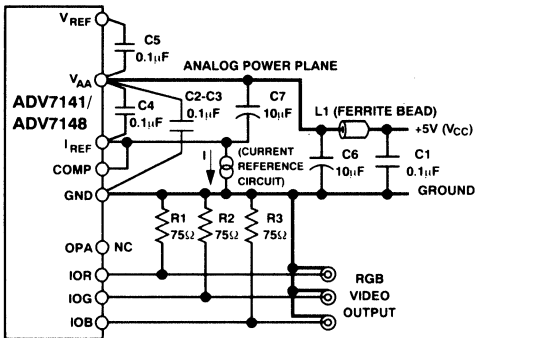 VREF
C5
0.1µF
ANALOG POWER PLANE
VAA
ADV7141/
ADV7148
C4
0.1µF
C2-C3
0.1µF
C7
10µF
L1 (FERRITE BEAD)
+5V (VCC)
IREF
I
(CURRENT
REFERENCE
CIRCUIT)
C6
10µF
C1
0.1µF
COMP
GND
GROUND
R1
75Ω
R2
75Ω
R3
75Ω
OPA
NC
IOR
IOG
IOB
RGB
VIDEO
OUTPUT